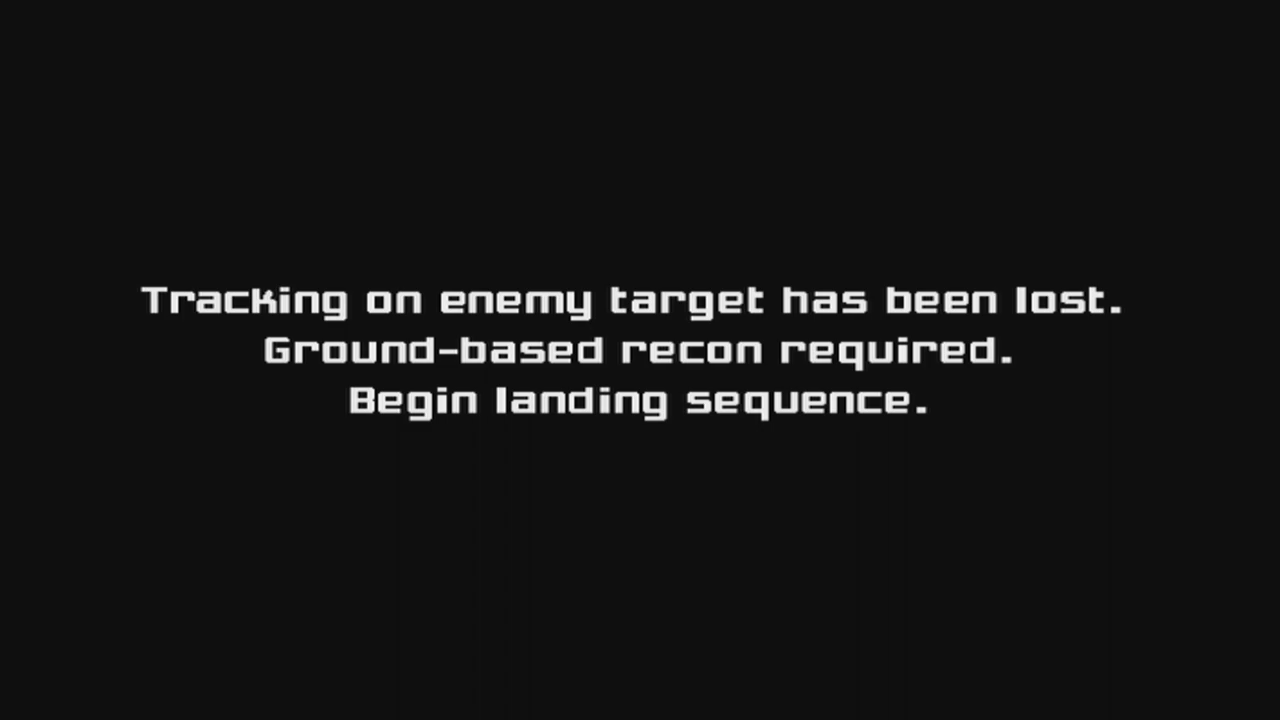 Tracking on enemy target has been lost.
Ground-based recon required.
Begin landing sequence.